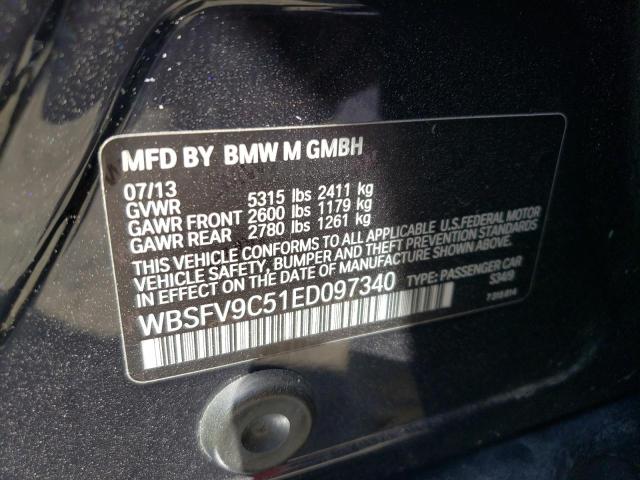 MFD BY BMW M GMBH
07/13
GVWR 5315 lbs 2411 kg
GAWR FRONT 2600 lbs 1179 kg
GAWR REAR 2780 lbs 1261 kg
THIS VEHICLE CONFORMS TO ALL APPLICABLE U.S.FEDERAL MOTOR
VEHICLE SAFETY, BUMPER AND THEFT PREVENTION STANDARDS
IN EFFECT ON THE DATE OF MANUFACTURE SHOWN ABOVE.
WBSFV9C51ED097340 TYPE: PASSENGER CAR